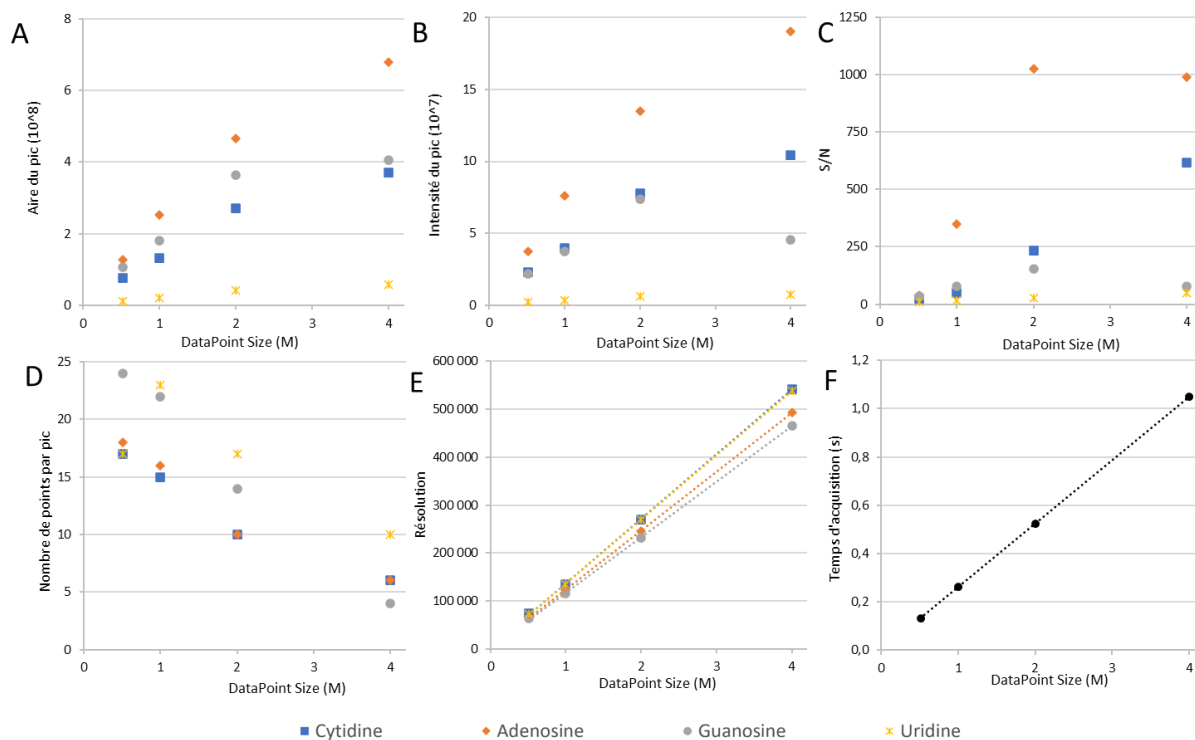 A
Aire du pic (10^8)
8
6
4
2
0
0 1 2 3 4
DataPoint Size (M)
B
Intensité du pic (10^7)
20
15
10
5
0
0 1 2 3 4
DataPoint Size (M)
C
S/N
1250
1000
750
500
250
0
0 1 2 3 4
DataPoint Size (M)
D
Nombre de points par pic
25
20
15
10
5
0
0 1 2 3 4
DataPoint Size (M)
E
Résolution
600 000
500 000
400 000
300 000
200 000
100 000
0
0 1 2 3 4
DataPoint Size (M)
F
Temps d'acquisition (s)
1,2
1,0
0,8
0,6
0,4
0,2
0,0
0 1 2 3 4
DataPoint Size (M)
Cytidine Adenosine Guanosine Uridine